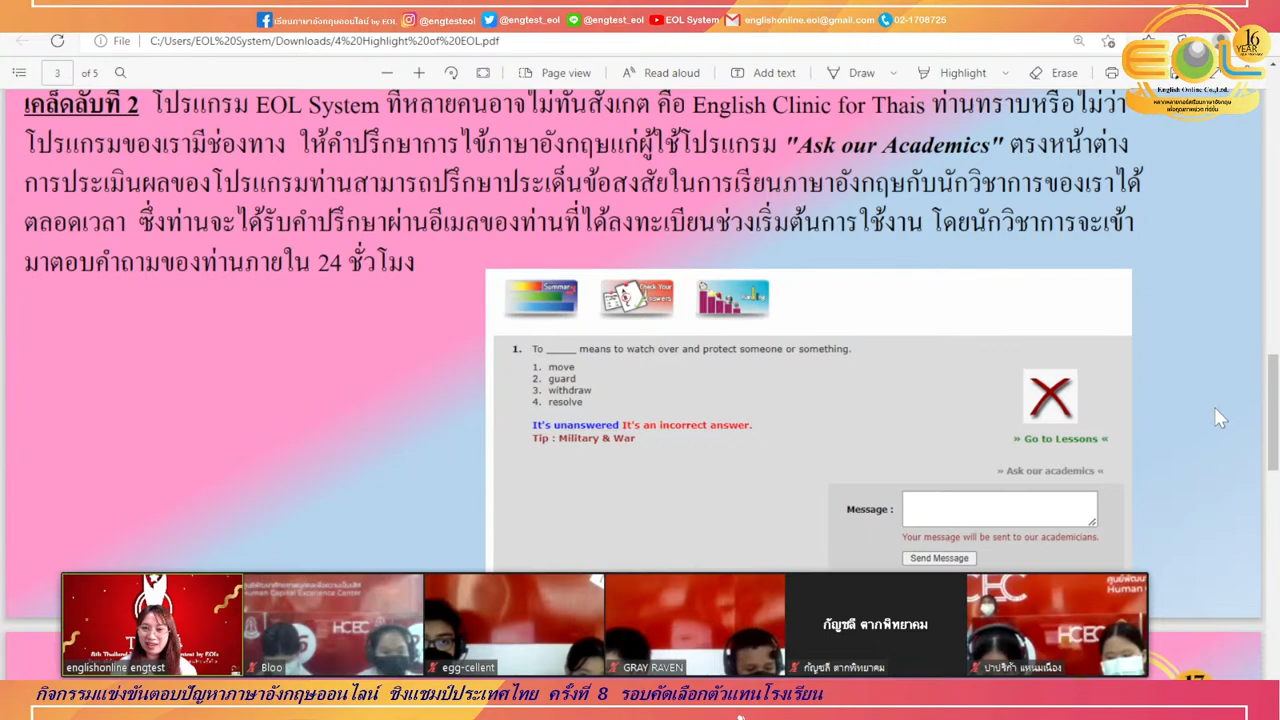 เรียนภาษาอังกฤษออนไลน์ by EOL @engtesteol @engtest_eol @engtest_eol EOL System englishonline.eol@gmail.com 02-1708725
File C:/Users/EOL%20System/Downloads/4%20Highlight%20of%20EOL.pdf
16
YEAR
EOL
English Online Co.,Ltd.
3 of 5 Page view Read aloud Add text Draw Highlight Erase
เคล็ดลับที่ 2 โปรแกรม EOL System ที่หลายคนอาจไม่ทันสังเกต คือ English Clinic for Thais ท่านทราบหรือไม่ว่า
โปรแกรมของเรามีช่องทาง ให้คำปรึกษาการไข้ภาษาอังกฤษแก่ผู้ใช้โปรแกรม "Ask our Academics" ตรงหน้าต่าง
การประเมินผลของโปรแกรมท่านสามารถปรึกษาประเด็นข้อสงสัยในการเรียนภาษาอังกฤษกับนักวิชาการของเราได้
ตลอดเวลา ซึ่งท่านจะได้รับคำปรึกษาผ่านอีเมลของท่านที่ได้ลงทะเบียนช่วงเริ่มต้นการใช้งาน โดยนักวิชาการจะเข้า
มาตอบคำถามของท่านภายใน 24 ชั่วโมง
Summary Check Your Answers
1. To _____ means to watch over and protect someone or something.
1. move
2. guard
3. withdraw
4. resolve
It's unanswered It's an incorrect answer.
Tip : Military & War
» Go to Lessons «
» Ask our academics «
Message :
Your message will be sent to our academicians.
Send Message
Human Capital Experience Center
HCEC
HCEC
กัญชลี ตากพิทยาคม
englishonline engtest
Bloo
egg-cellent
GRAY RAVEN
กัญชลี ตากพิทยาคม
ปาปริก้า แหนมเนือง
กิจกรรมแข่งขันตอบปัญหาภาษาอังกฤษออนไลน์ ชิงแชมป์ประเทศไทย ครั้งที่ 8 รอบคัดเลือกตัวแทนโรงเรียน